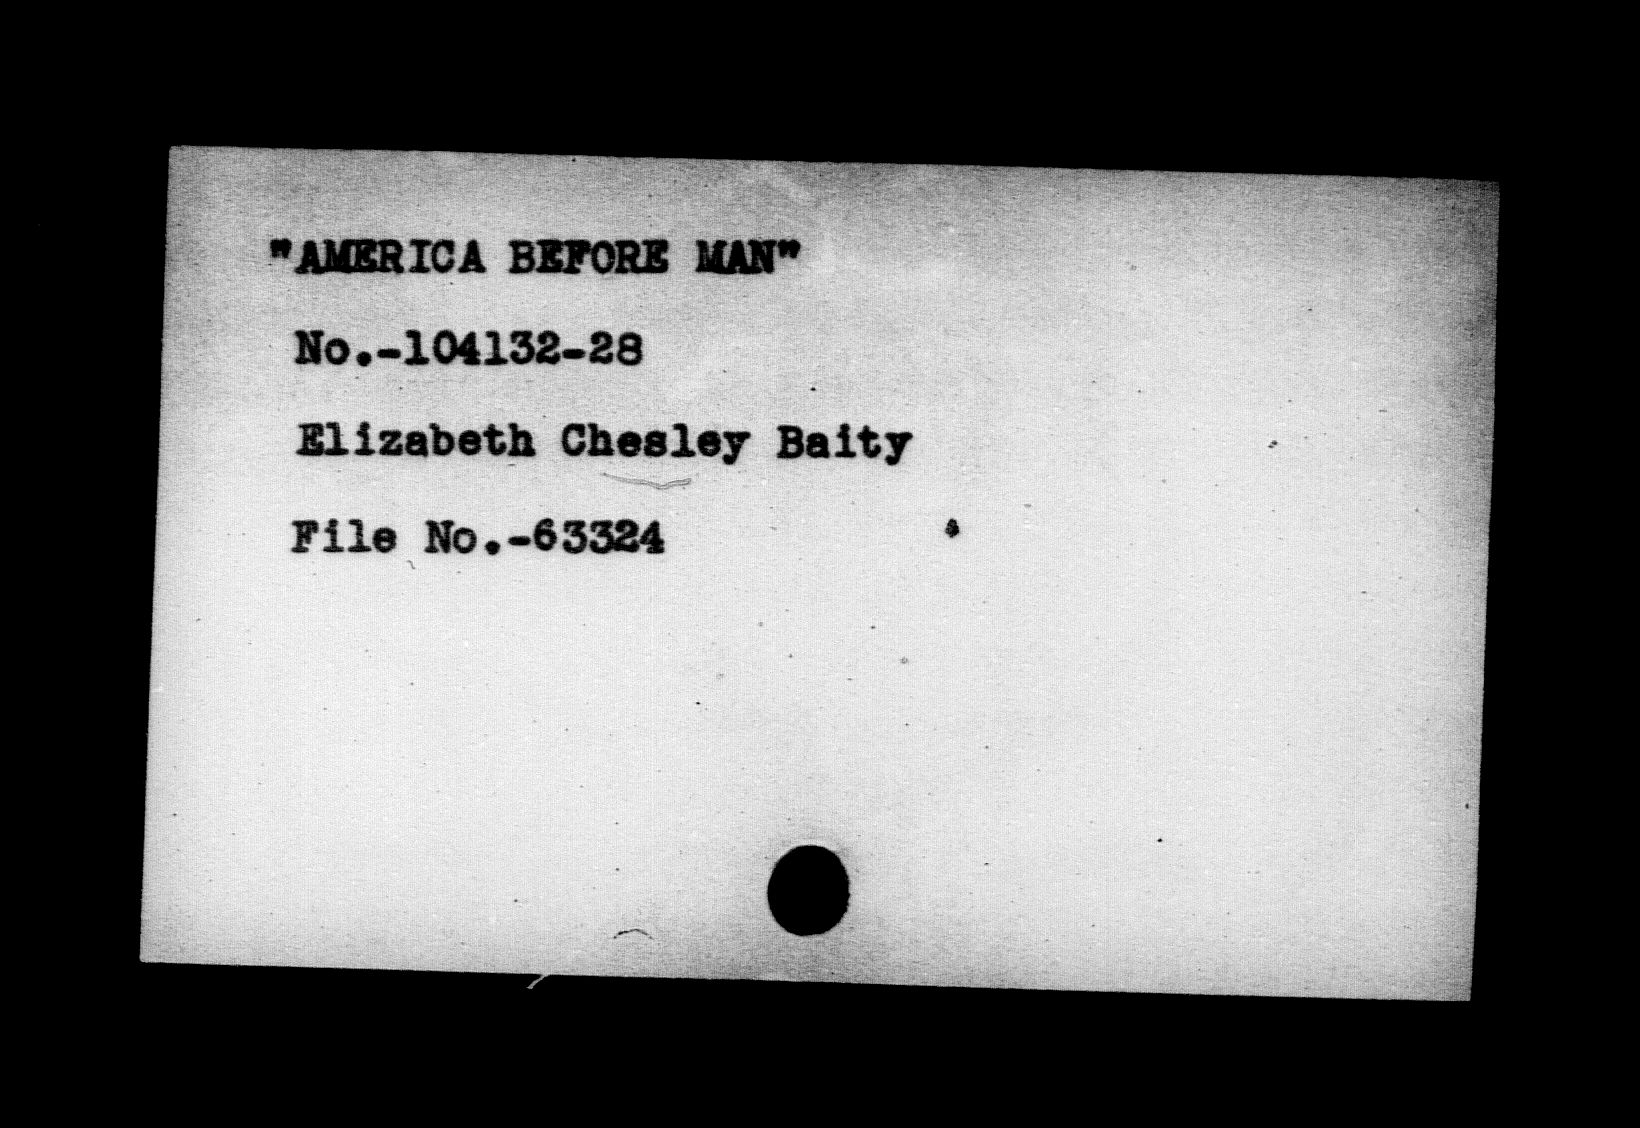 "AMERICA BEFORE MAN"
No.-104132-28
Elizabeth Chesley Baity
File No.-63324